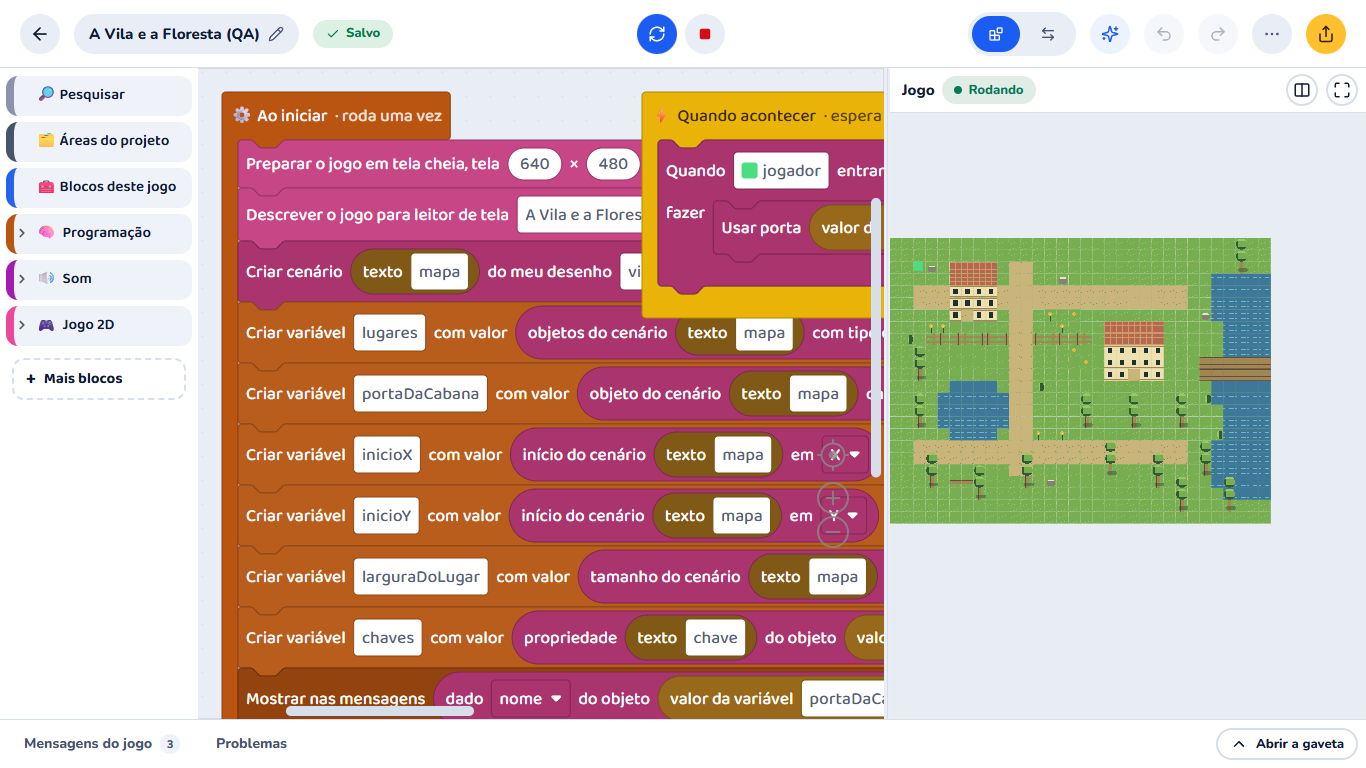 A Vila e a Floresta (QA)
Salvo
Pesquisar
Áreas do projeto
Blocos deste jogo
Programação
Som
Jogo 2D
+ Mais blocos
Ao iniciar · roda uma vez
Preparar o jogo em tela cheia, tela 640 × 480
Descrever o jogo para leitor de tela A Vila e a Flores
Criar cenário texto mapa do meu desenho vi
Criar variável lugares com valor objetos do cenário texto mapa com tipo
Criar variável portaDaCabana com valor objeto do cenário texto mapa
Criar variável inicioX com valor início do cenário texto mapa em X
Criar variável inicioY com valor início do cenário texto mapa em Y
Criar variável larguraDoLugar com valor tamanho do cenário texto mapa
Criar variável chaves com valor propriedade texto chave do objeto valo
Mostrar nas mensagens dado nome do objeto valor da variável portaDaCa
Quando acontecer · espera
Quando jogador entrar
fazer Usar porta valor d
Jogo Rodando
Mensagens do jogo 3
Problemas
Abrir a gaveta